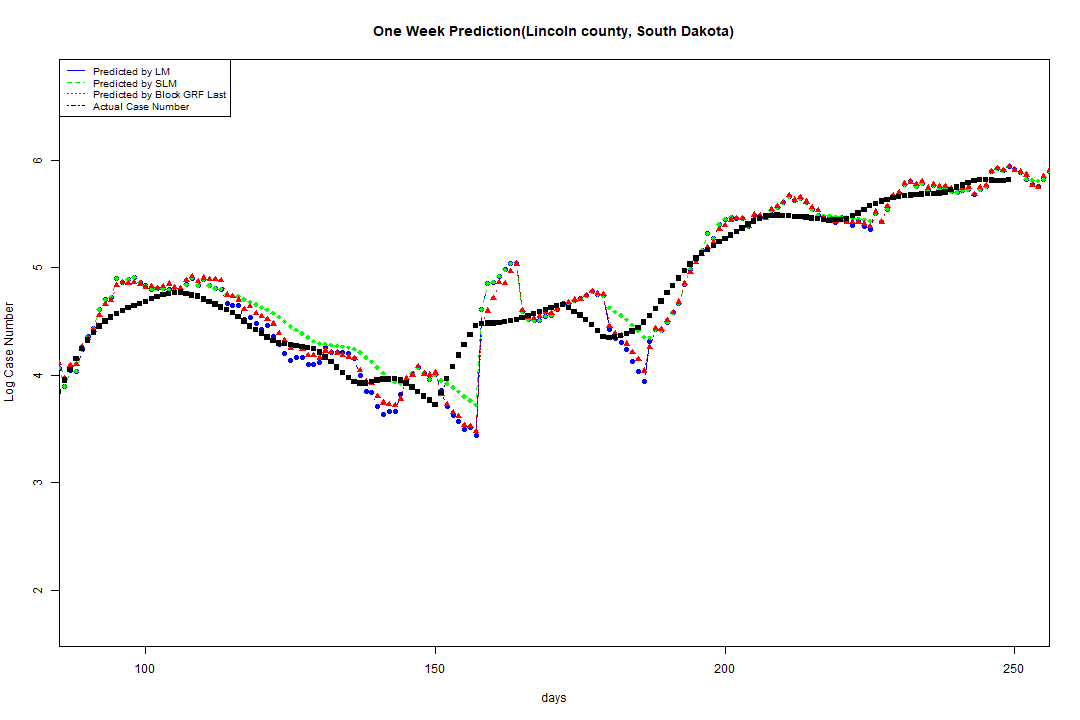 One Week Prediction(Lincoln county, South Dakota)
Predicted by LM
Predicted by SLM
Predicted by Block GRF Last
Actual Case Number
6
5
4
3
2
Log Case Number
100 150 200 250
days